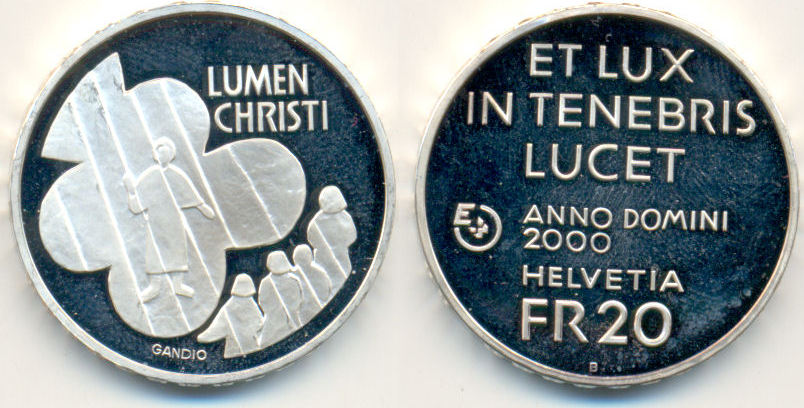 LUMEN
CHRISTI
GANDIO
ET LUX
IN TENEBRIS
LUCET
ANNO DOMINI
2000
HELVETIA
FR 20
B